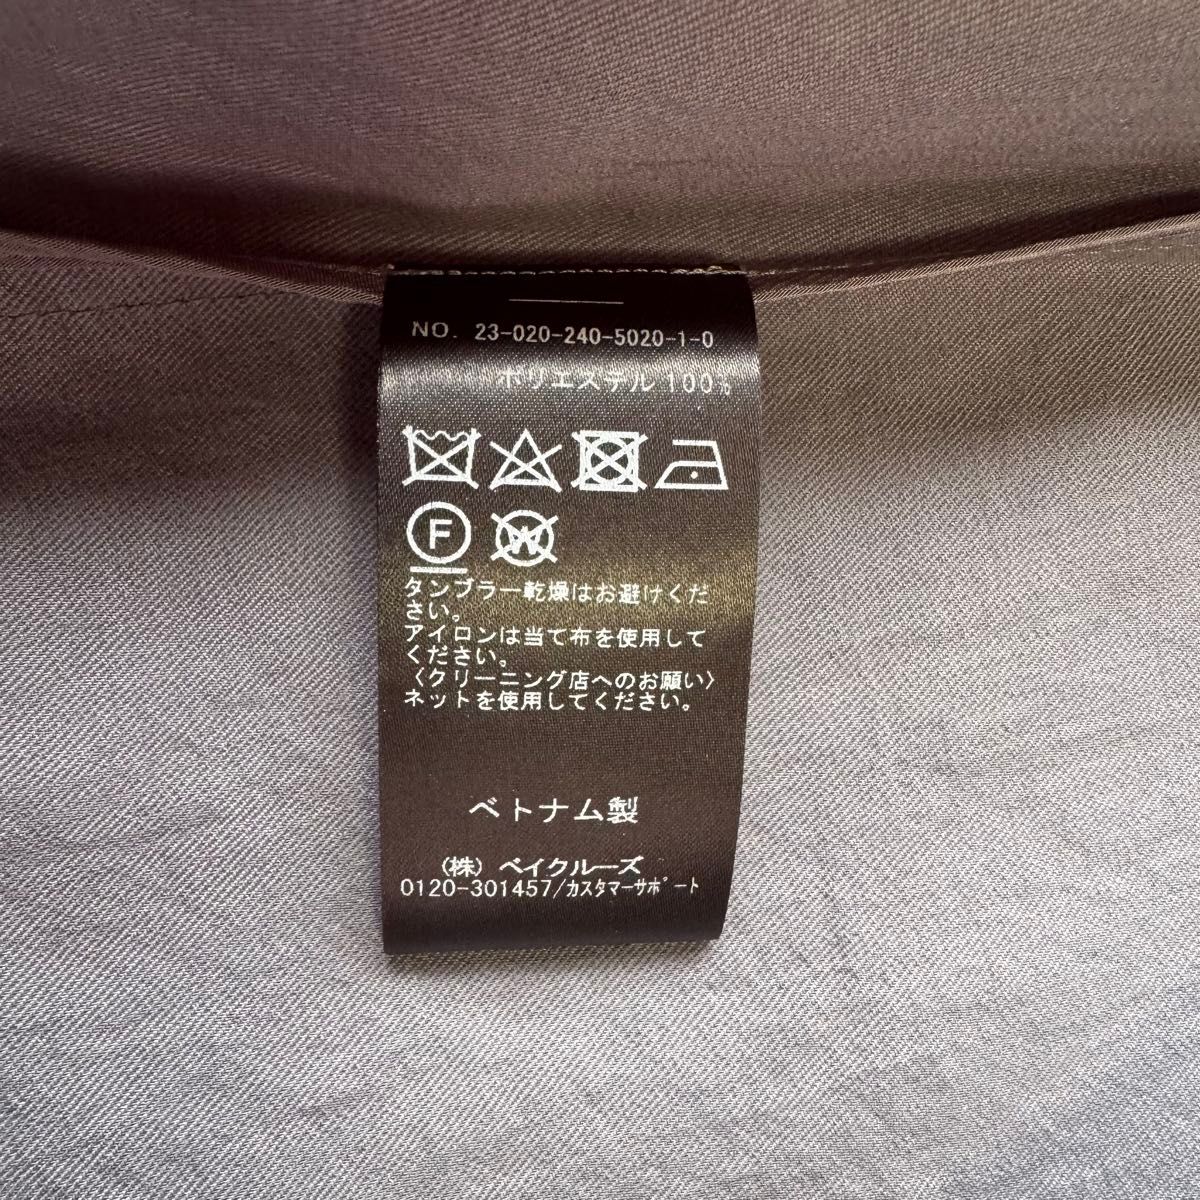 NO. 23-020-240-5020-1-0
ポリエステル 100%
F W
タンブラー乾燥はお避けくだ
さい。
アイロンは当て布を使用して
ください。
〈クリーニング店へのお願い〉
ネットを使用してください。
ベトナム製
(株) ベイクルーズ
0120-301457/カスタマーサポート